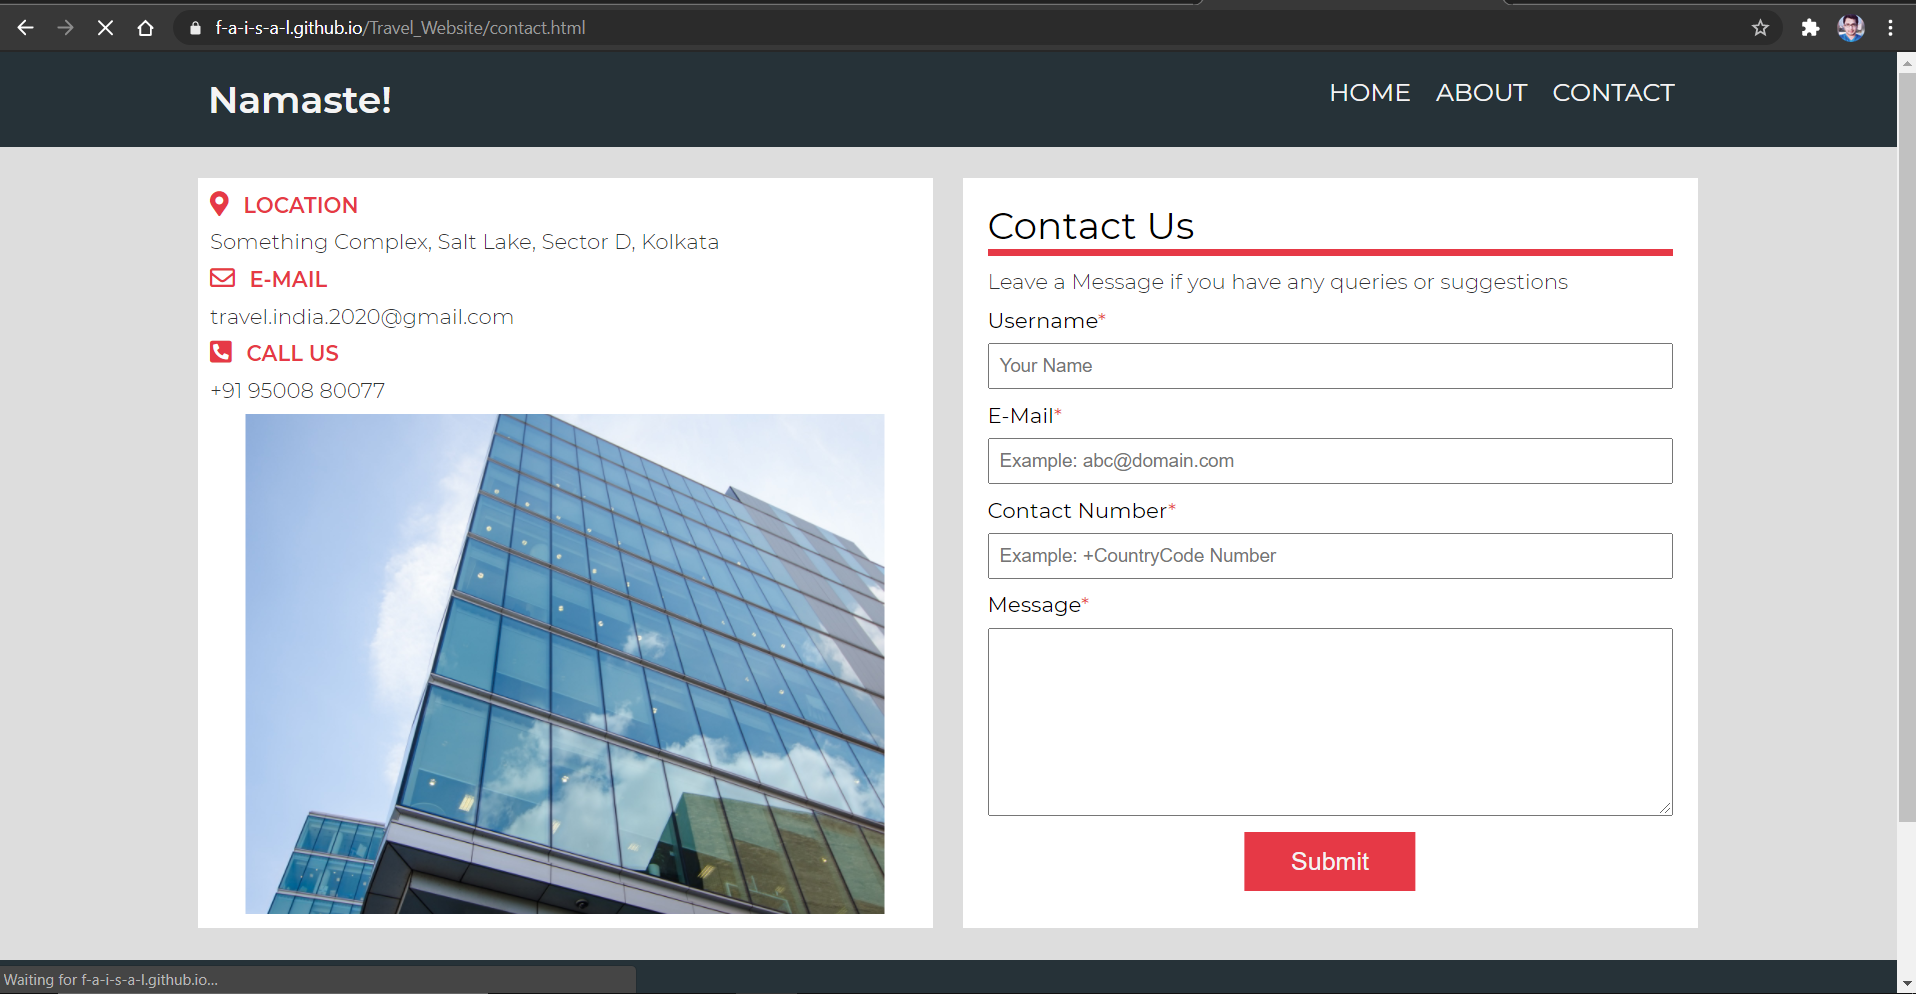 f-a-i-s-a-l.github.io/Travel_Website/contact.html
Namaste!
HOME ABOUT CONTACT
LOCATION
Something Complex, Salt Lake, Sector D, Kolkata
E-MAIL
travel.india.2020@gmail.com
CALL US
+91 95008 80077
Contact Us
Leave a Message if you have any queries or suggestions
Username*
Your Name
E-Mail*
Example: abc@domain.com
Contact Number*
Example: +CountryCode Number
Message*
Submit
Waiting for f-a-i-s-a-l.github.io...